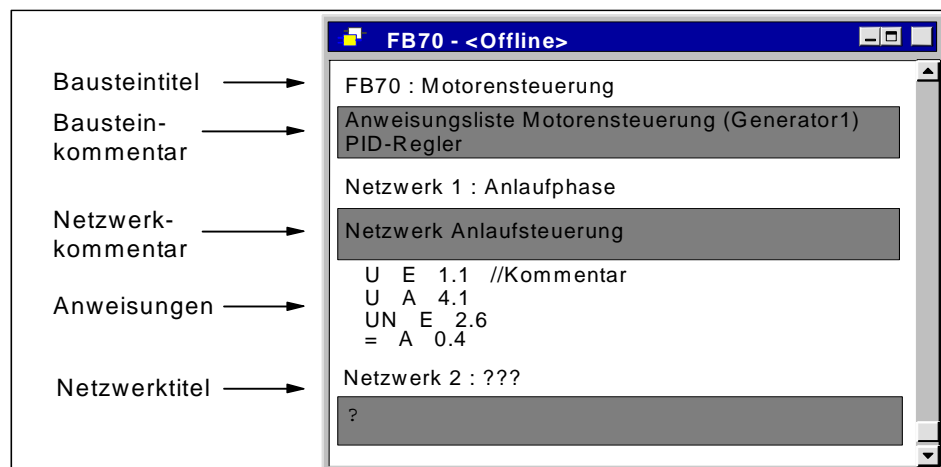 FB70 - <Offline>
Bausteintitel
FB70 : Motorensteuerung
Baustein-
kommentar
Anweisungsliste Motorensteuerung (Generator1)
PID-Regler
Netzwerk 1 : Anlaufphase
Netzwerk-
kommentar
Netzwerk Anlaufsteuerung
Anweisungen
U E 1.1 //Kommentar
U A 4.1
UN E 2.6
= A 0.4
Netzwerktitel
Netzwerk 2 : ???
?